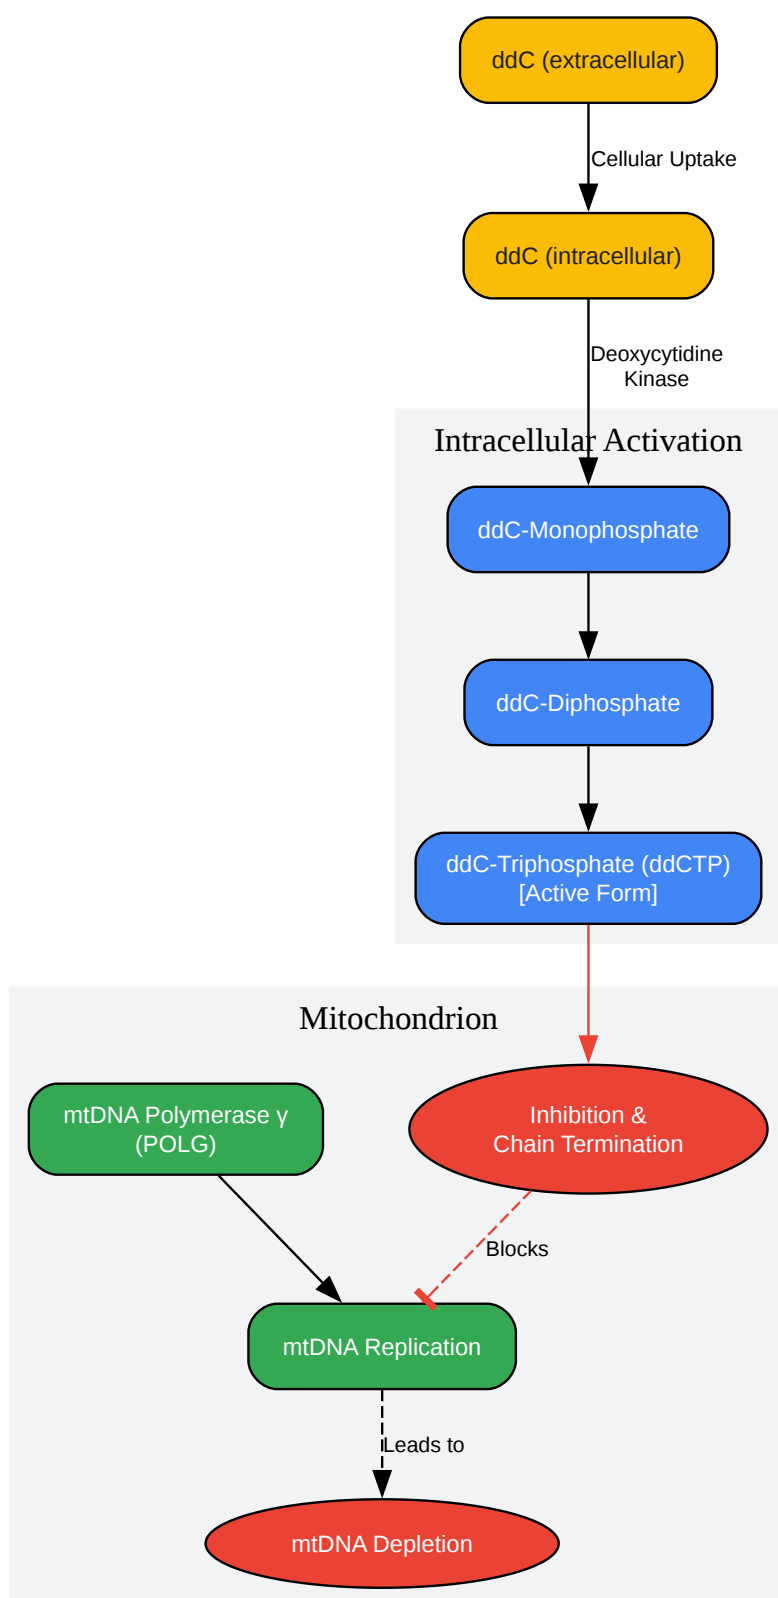 ddC (extracellular)
Cellular Uptake
ddC (intracellular)
Deoxycytidine
Kinase
Intracellular Activation
ddC-Monophosphate
ddC-Diphosphate
ddC-Triphosphate (ddCTP)
[Active Form]
Mitochondrion
mtDNA Polymerase γ
(POLG)
Inhibition &
Chain Termination
Blocks
mtDNA Replication
Leads to
mtDNA Depletion